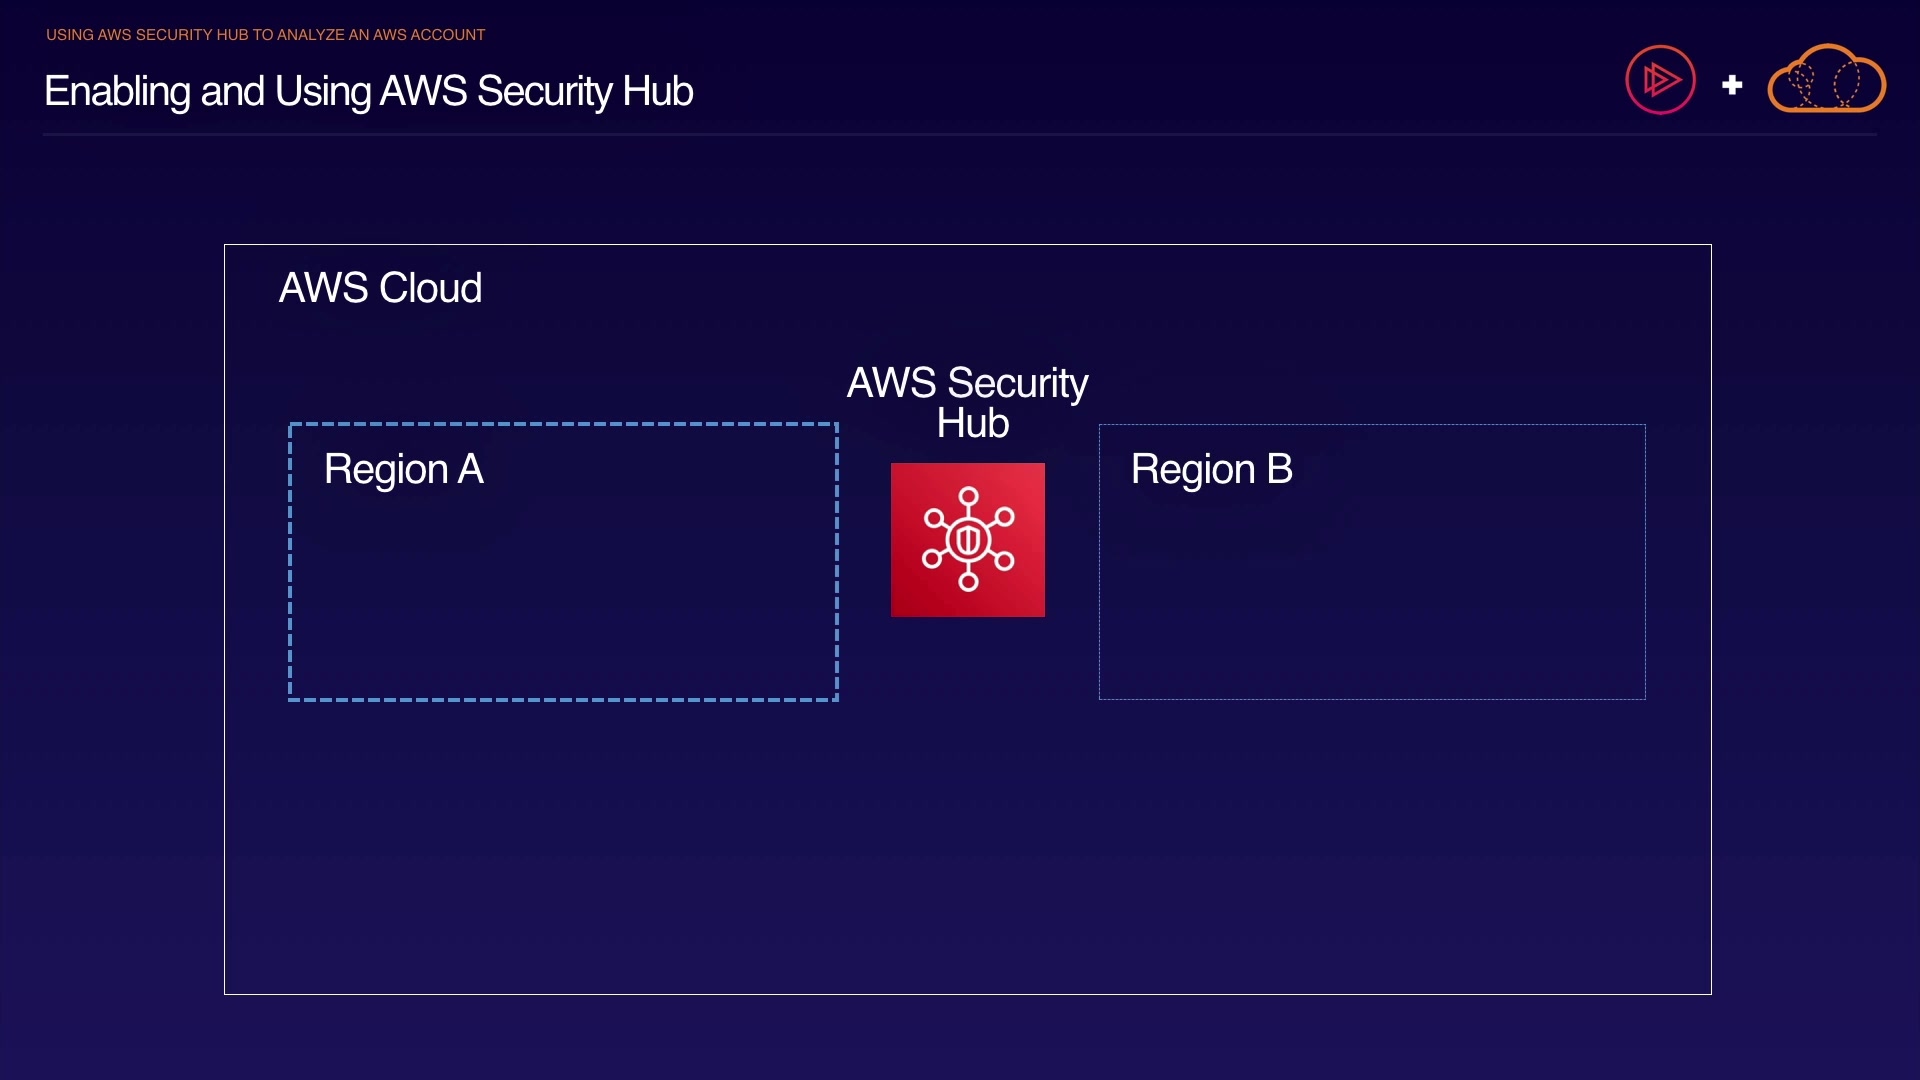 USING AWS SECURITY HUB TO ANALYZE AN AWS ACCOUNT
Enabling and Using AWS Security Hub
AWS Cloud
AWS Security
Hub
Region A
Region B